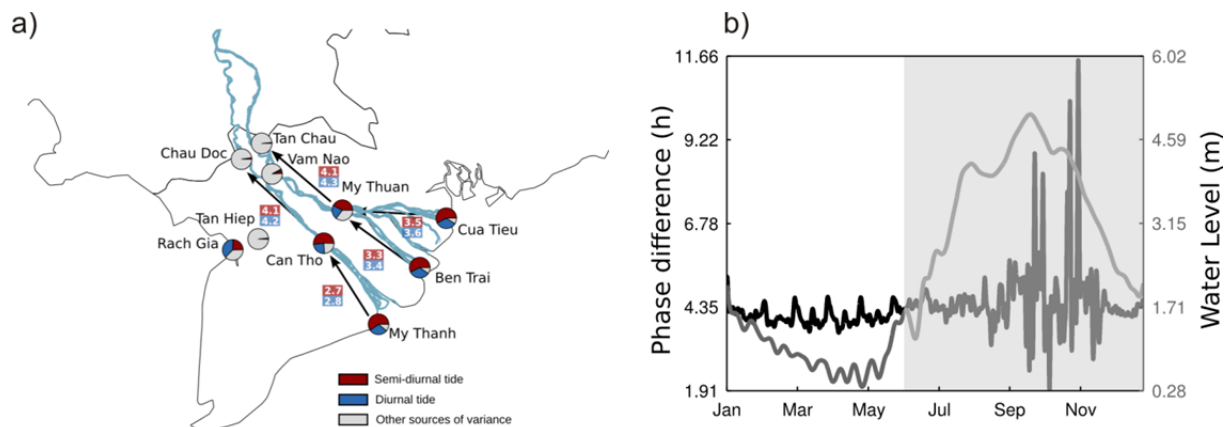 a)
Tan Chau
Chau Doc
Vam Nao
4.1
4.3
My Thuan
4.1
4.2
Tan Hiep
3.5
3.6
Cua Tieu
Rach Gia
Can Tho
3.3
3.4
Ben Trai
2.7
2.8
My Thanh
Semi-diurnal tide
Diurnal tide
Other sources of variance
b)
Phase difference (h)
11.66
9.22
6.78
4.35
1.91
Jan
Mar
May
Jul
Sep
Nov
6.02
4.59
3.15
1.71
0.28
Water Level (m)